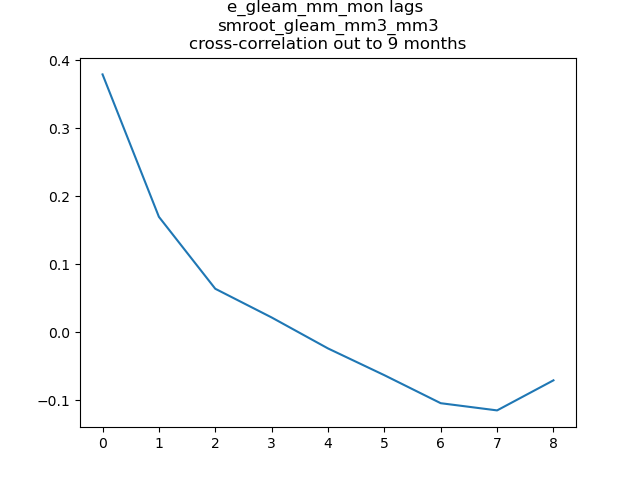 e_gleam_mm_mon lags
smroot_gleam_mm3_mm3
cross-correlation out to 9 months
0.4
0.3
0.2
0.1
0.0
−0.1
0 1 2 3 4 5 6 7 8